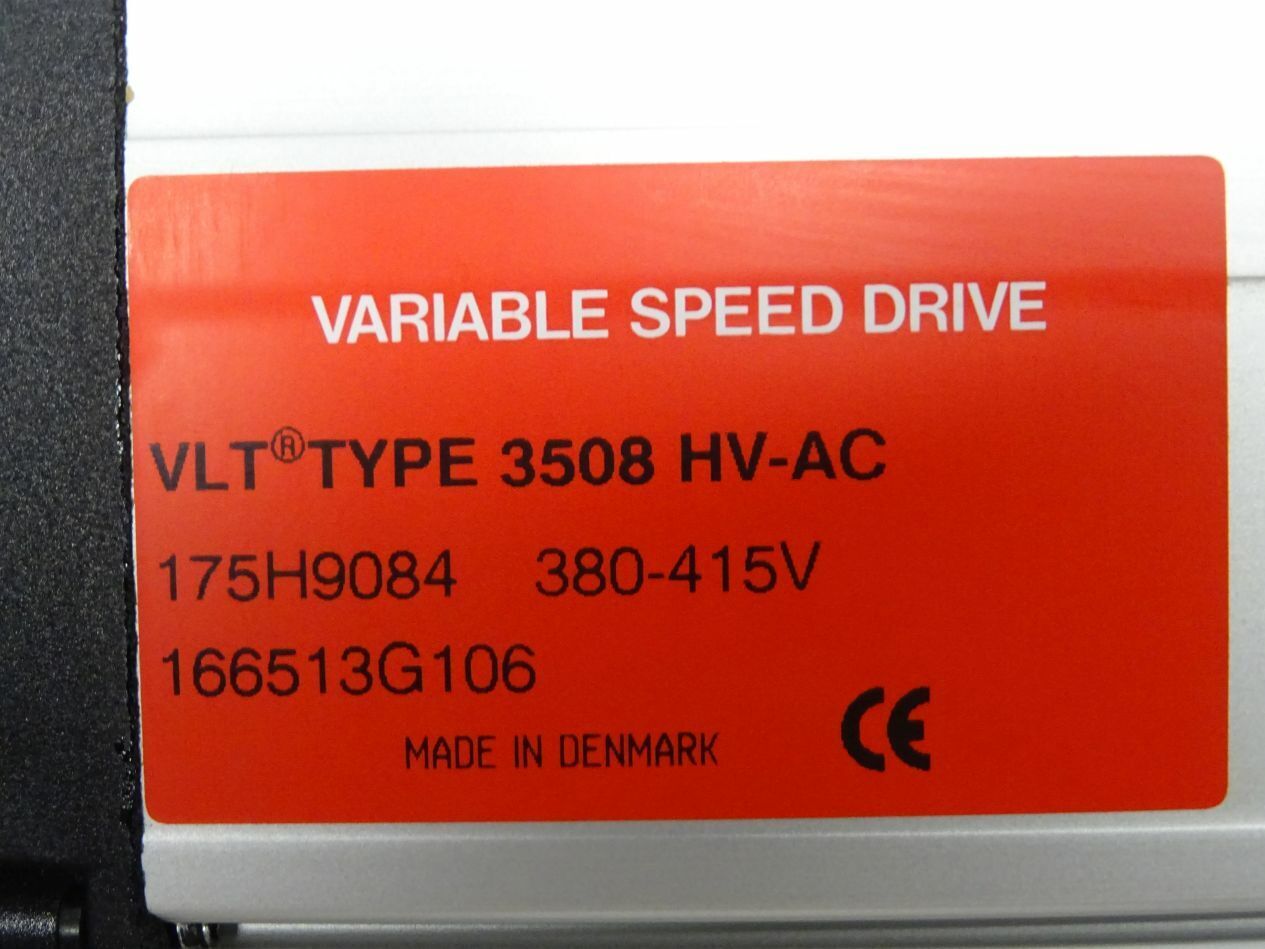 VARIABLE SPEED DRIVE
VLT® TYPE 3508 HV-AC
175H9084 380-415V
166513G106
MADE IN DENMARK
CE